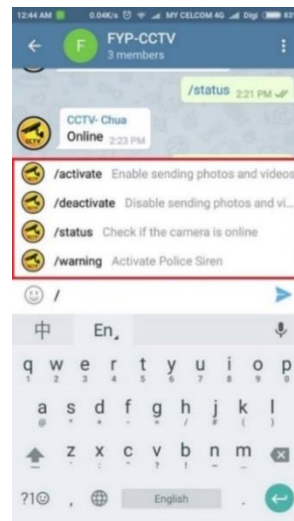 12:44 AM 0.04K/s MY CELCOM 4G Digi 83%
F FYP-CCTV
3 members
/status 2:21 PM
CCTV- Chua
Online 2:23 PM
/activate Enable sending photos and videos
/deactivate Disable sending photos and vi...
/status Check if the camera is online
/warning Activate Police Siren
/
中 En
q w e r t y u i o p
1 2 3 4 5 6 7 8 9 0
a s d f g h j k l
z x c v b n m
?1☺ , English .